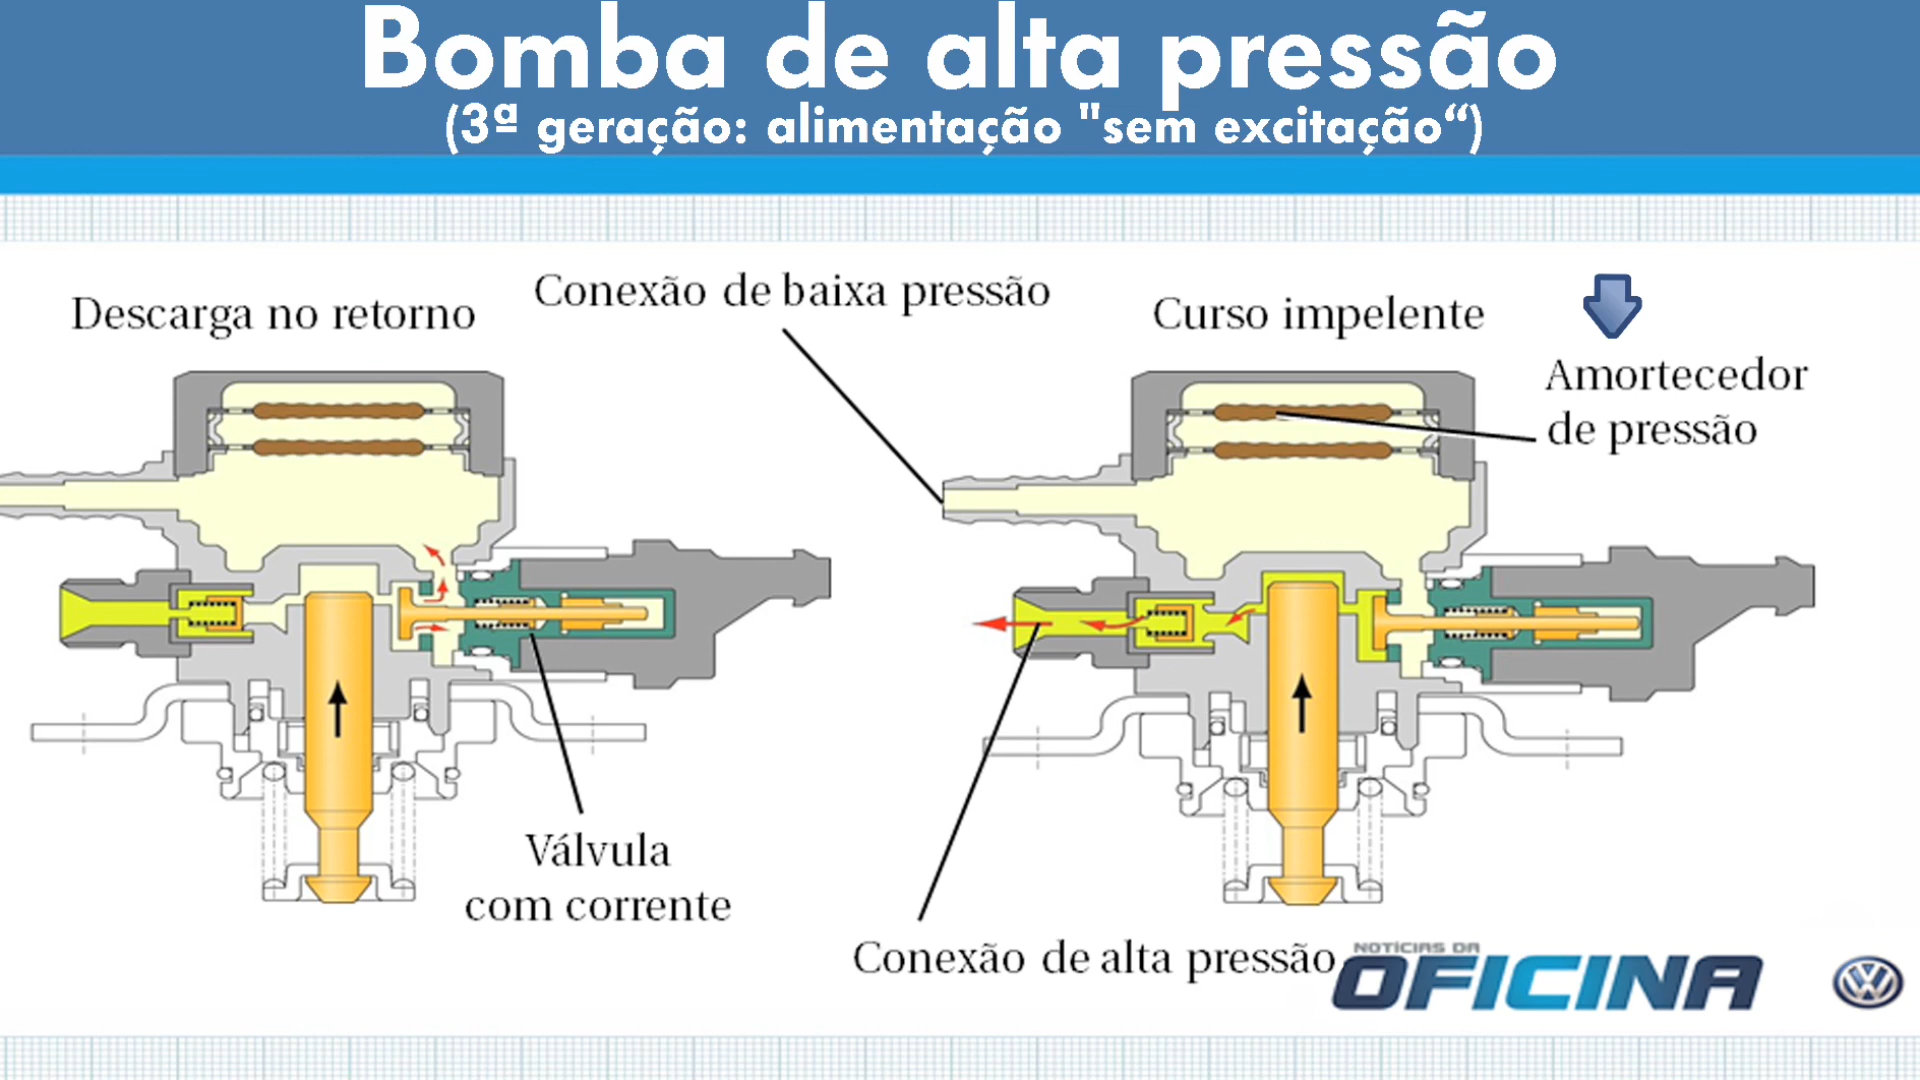 Bomba de alta pressão
(3ª geração: alimentação "sem excitação“)
Descarga no retorno
Conexão de baixa pressão
Curso impelente
Amortecedor
de pressão
Válvula
com corrente
Conexão de alta pressão
NOTÍCIAS DA
OFICINA